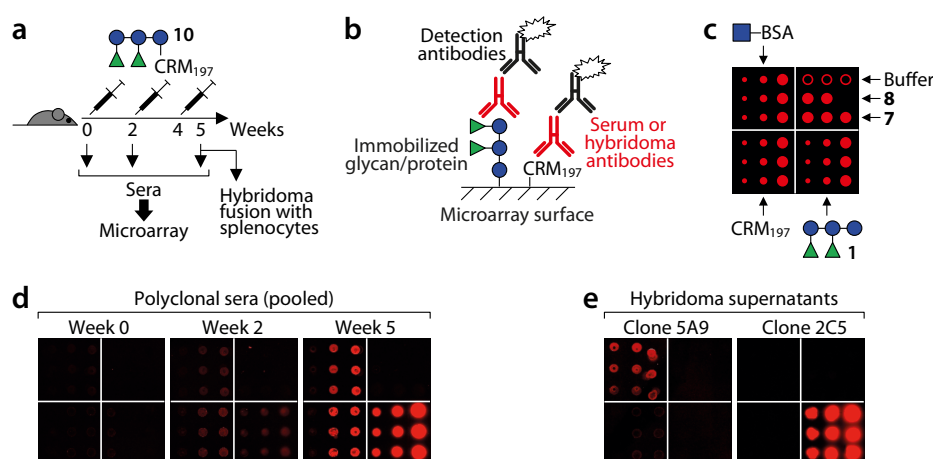 a
10
CRM197
0
2
4
5
Weeks
Sera
Microarray
Hybridoma
fusion with
splenocytes
b
Detection
antibodies
Immobilized
glycan/protein
Serum or
hybridoma
antibodies
CRM197
Microarray surface
c
BSA
Buffer
8
7
CRM197
1
d
Polyclonal sera (pooled)
Week 0
Week 2
Week 5
e
Hybridoma supernatants
Clone 5A9
Clone 2C5